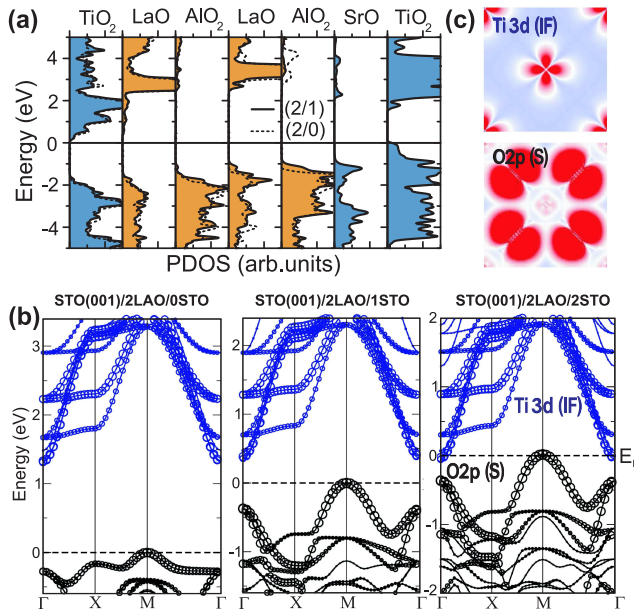 (a)
TiO2 LaO AlO2 LaO AlO2 SrO TiO2
4
2
0
-2
-4
Energy (eV)
(2/1)
(2/0)
PDOS (arb.units)
(c)
Ti 3d (IF)
O2p (S)
(b)
STO(001)/2LAO/0STO STO(001)/2LAO/1STO STO(001)/2LAO/2STO
Energy (eV)
3
2
1
0
Γ X M Γ
2
1
0
-1
Γ X M Γ
2
1
0
-1
-2
Γ X M Γ
Ti 3d (IF)
O2p (S)